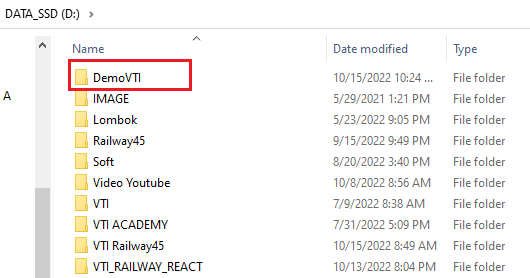 DATA_SSD (D:) >
Name Date modified Type
DemoVTI 10/15/2022 10:24 ... File folder
A IMAGE 5/29/2021 1:21 PM File folder
Lombok 5/23/2022 9:05 PM File folder
Railway45 9/15/2022 9:49 PM File folder
Soft 8/20/2022 3:40 PM File folder
Video Youtube 10/8/2022 8:56 AM File folder
VTI 7/9/2022 8:38 AM File folder
VTI ACADEMY 7/31/2022 5:09 PM File folder
VTI Railway45 10/15/2022 8:49 AM File folder
VTI_RAILWAY_REACT 10/13/2022 8:04 PM File folder